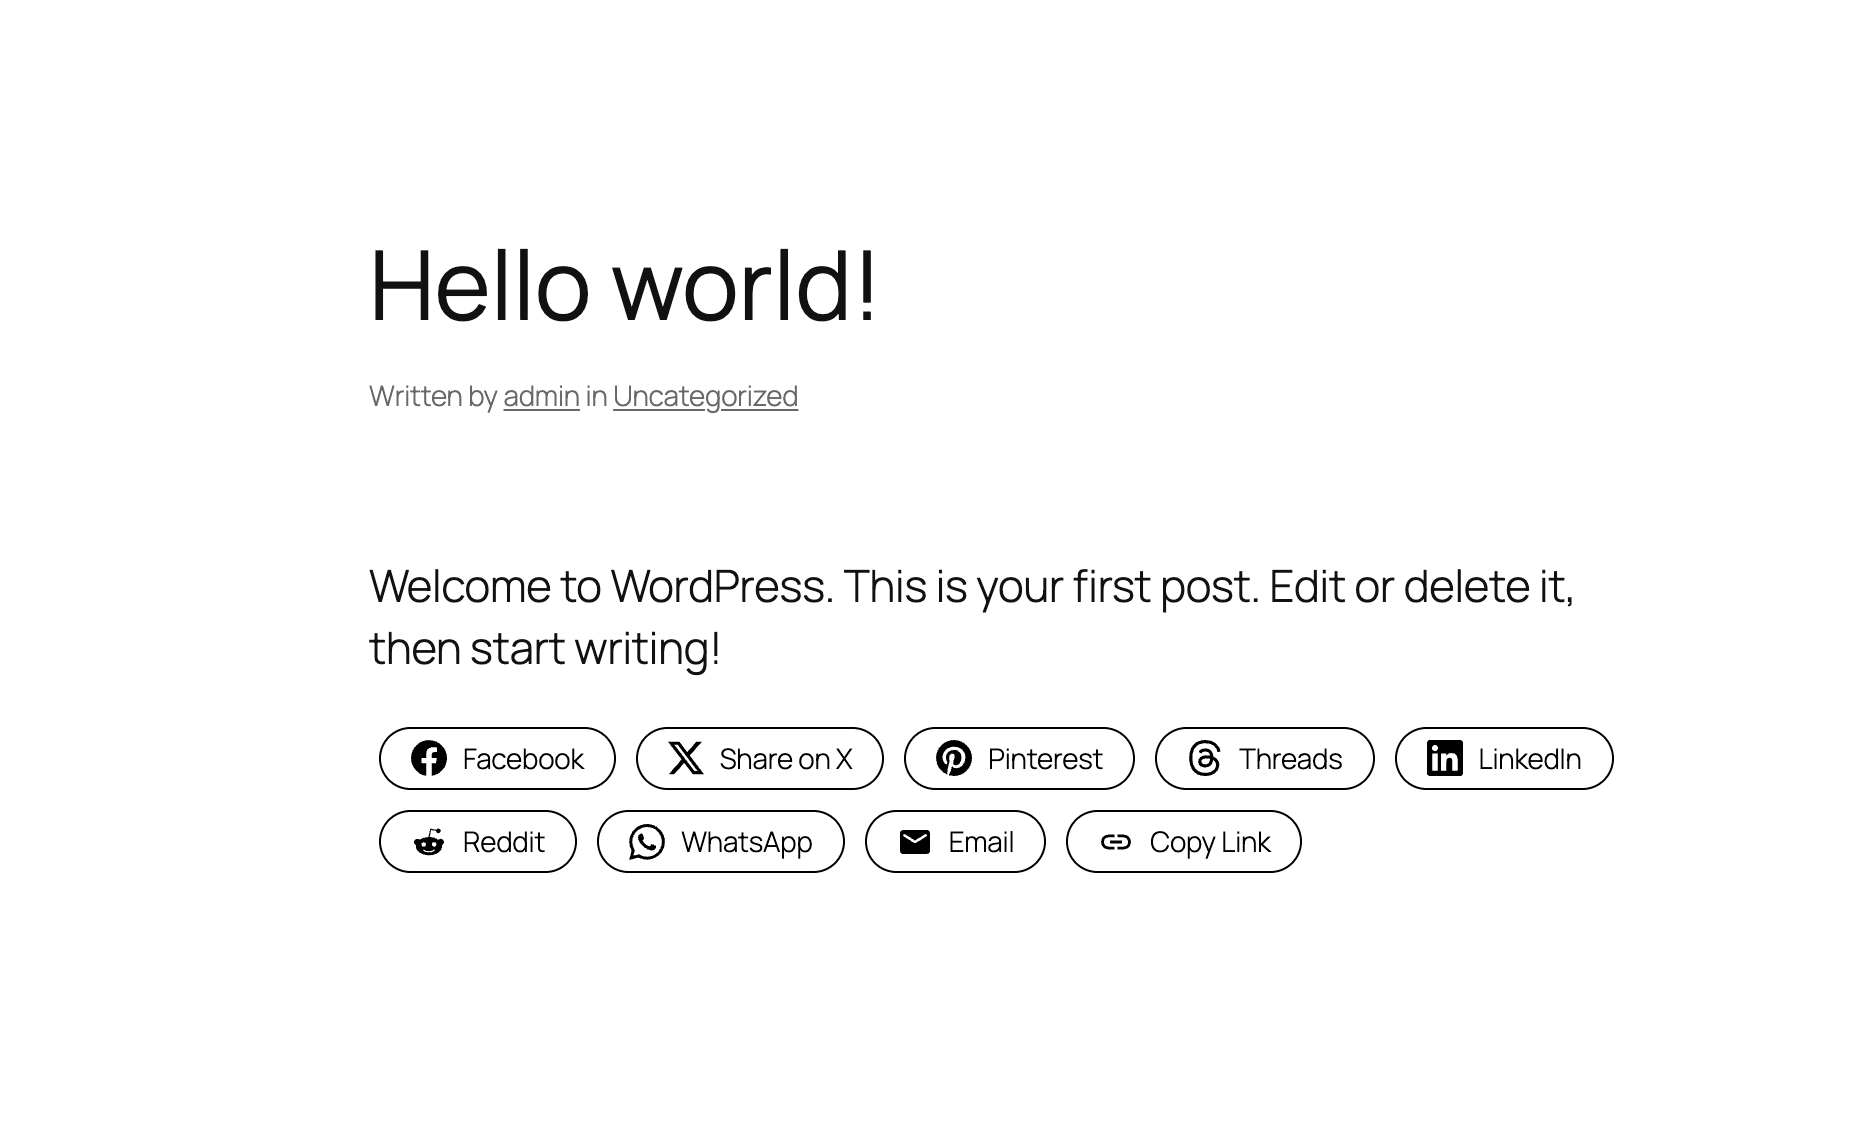 Hello world!
Written by admin in Uncategorized
Welcome to WordPress. This is your first post. Edit or delete it,
then start writing!
Facebook Share on X Pinterest Threads LinkedIn
Reddit WhatsApp Email Copy Link